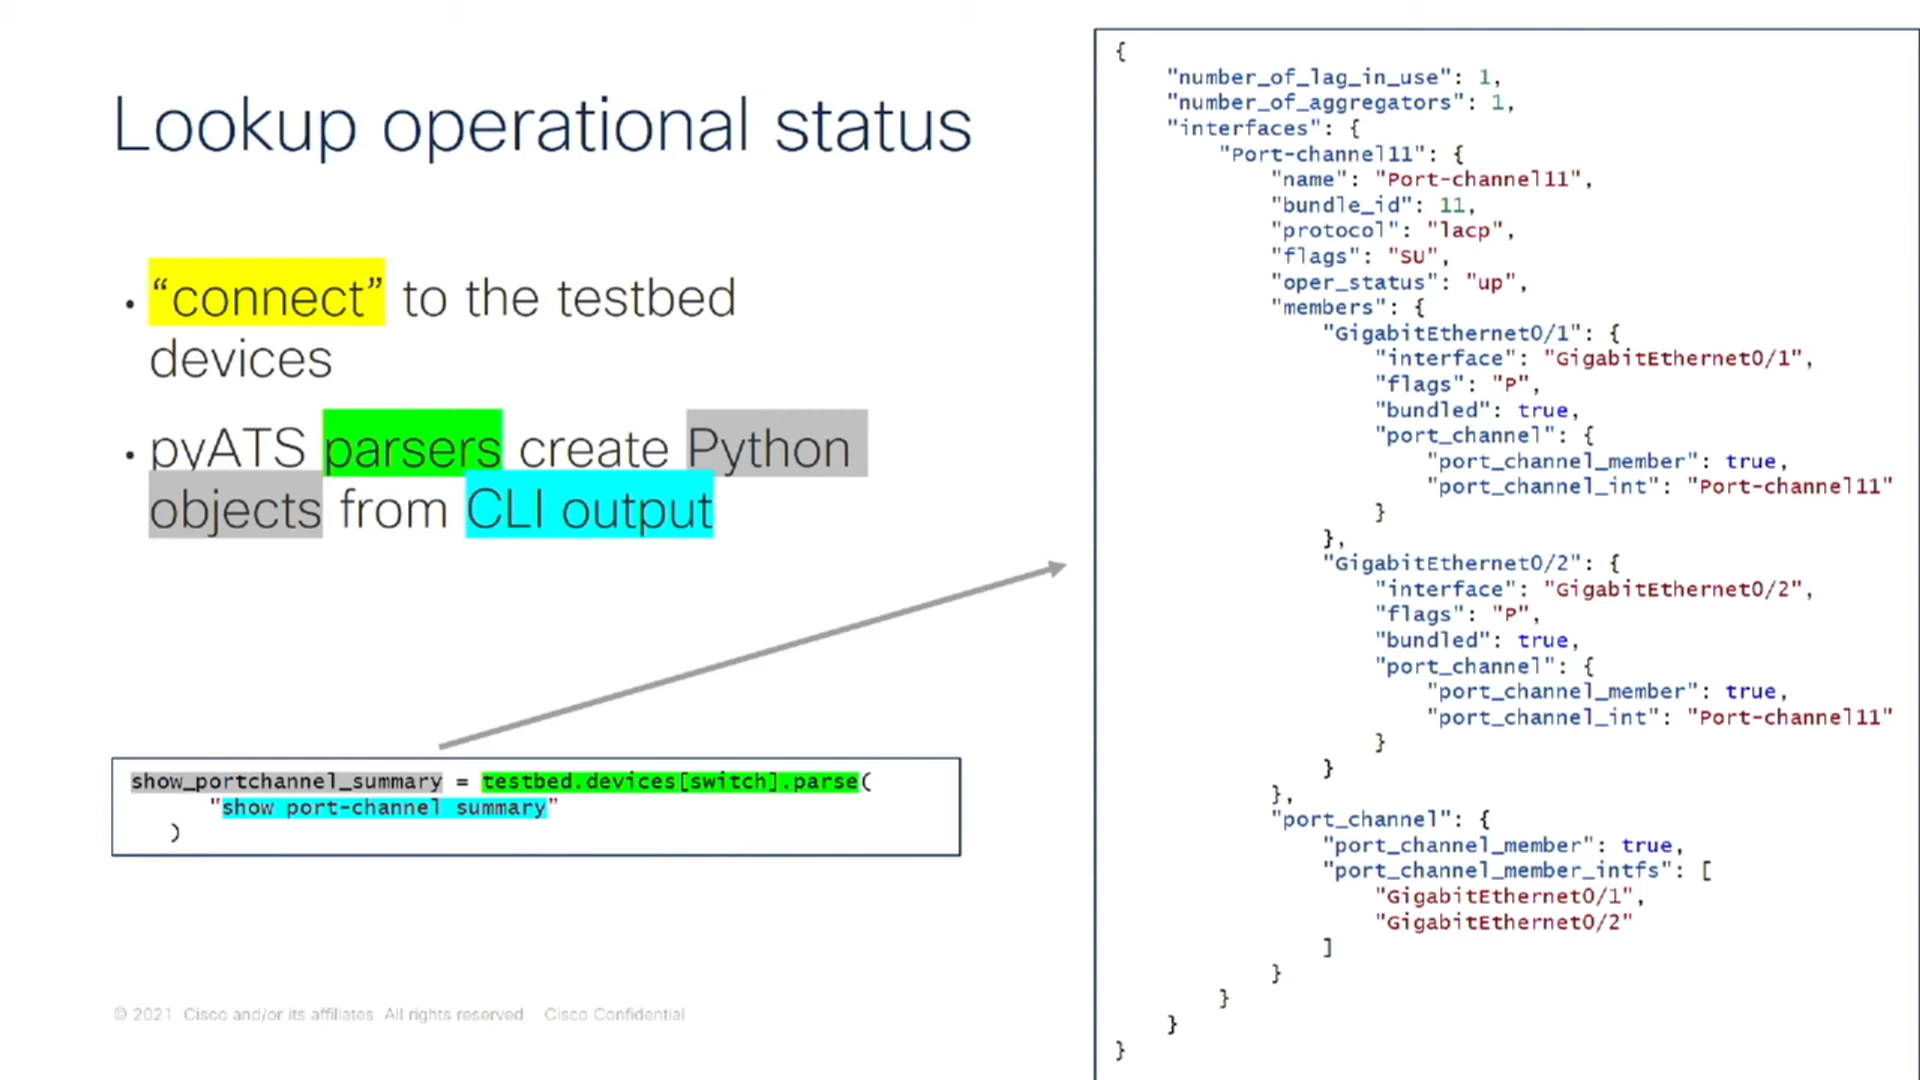 Lookup operational status
• “connect” to the testbed
devices
• pyATS parsers create Python
objects from CLI output
show_portchannel_summary = testbed.devices[switch].parse(
"show port-channel summary"
)
© 2021 Cisco and/or its affiliates. All rights reserved Cisco Confidential
{
"number_of_lag_in_use": 1,
"number_of_aggregators": 1,
"interfaces": {
"Port-channel11": {
"name": "Port-channel11",
"bundle_id": 11,
"protocol": "lacp",
"flags": "SU",
"oper_status": "up",
"members": {
"GigabitEthernet0/1": {
"interface": "GigabitEthernet0/1",
"flags": "P",
"bundled": true,
"port_channel": {
"port_channel_member": true,
"port_channel_int": "Port-channel11"
}
},
"GigabitEthernet0/2": {
"interface": "GigabitEthernet0/2",
"flags": "P",
"bundled": true,
"port_channel": {
"port_channel_member": true,
"port_channel_int": "Port-channel11"
}
}
},
"port_channel": {
"port_channel_member": true,
"port_channel_member_intfs": [
"GigabitEthernet0/1",
"GigabitEthernet0/2"
]
}
}
}
}